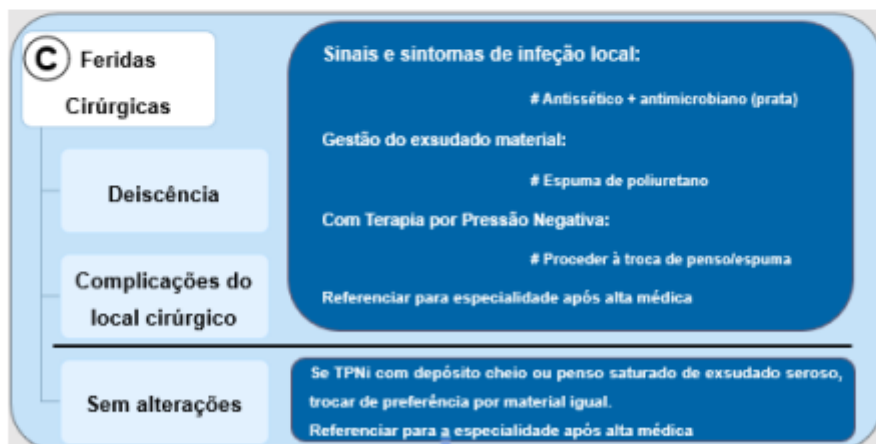 C Feridas
Cirúrgicas
Deiscência
Complicações do
local cirúrgico
Sinais e sintomas de infeção local:
# Antissético + antimicrobiano (prata)
Gestão do exsudado material:
# Espuma de poliuretano
Com Terapia por Pressão Negativa:
# Proceder à troca de penso/espuma
Referenciar para especialidade após alta médica
Sem alterações
Se TPNi com depósito cheio ou penso saturado de exsudado seroso,
trocar de preferência por material igual.
Referenciar para a especialidade após alta médica